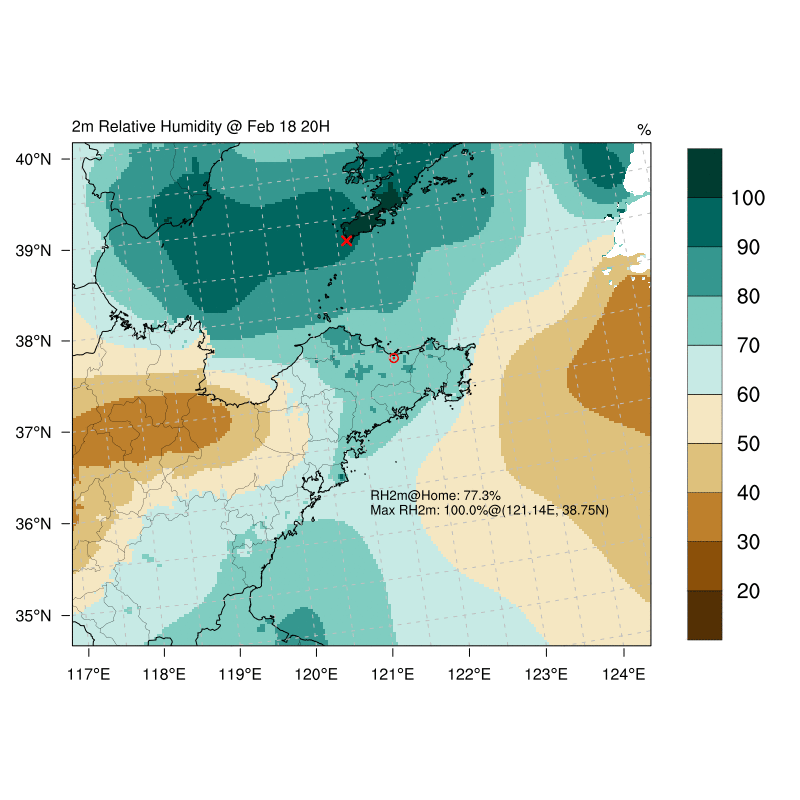 2m Relative Humidity @ Feb 18 20H
%
40°N
39°N
38°N
37°N
36°N
35°N
117°E
118°E
119°E
120°E
121°E
122°E
123°E
124°E
RH2m@Home: 77.3%
Max RH2m: 100.0%@(121.14E, 38.75N)
100
90
80
70
60
50
40
30
20